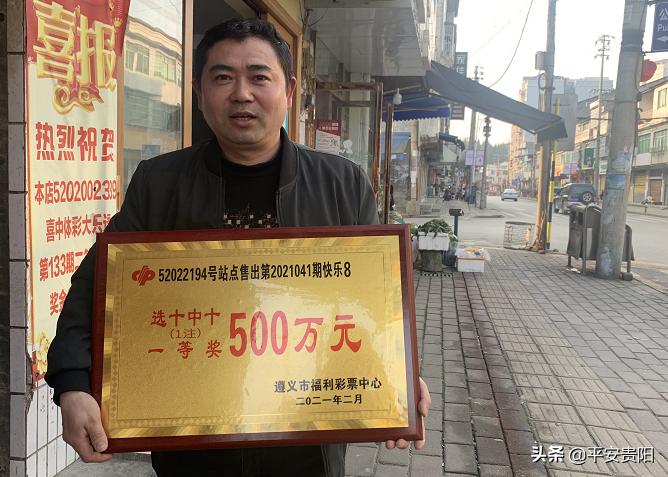 喜报
热烈祝贺
本店5202002239
喜中体彩大乐
第133期二
奖金
52022194号站点售出第2021041期快乐8
选十中十
(1注)
一等奖
500万元
遵义市福利彩票中心
二〇二一年二月
头条 @平安贵阳